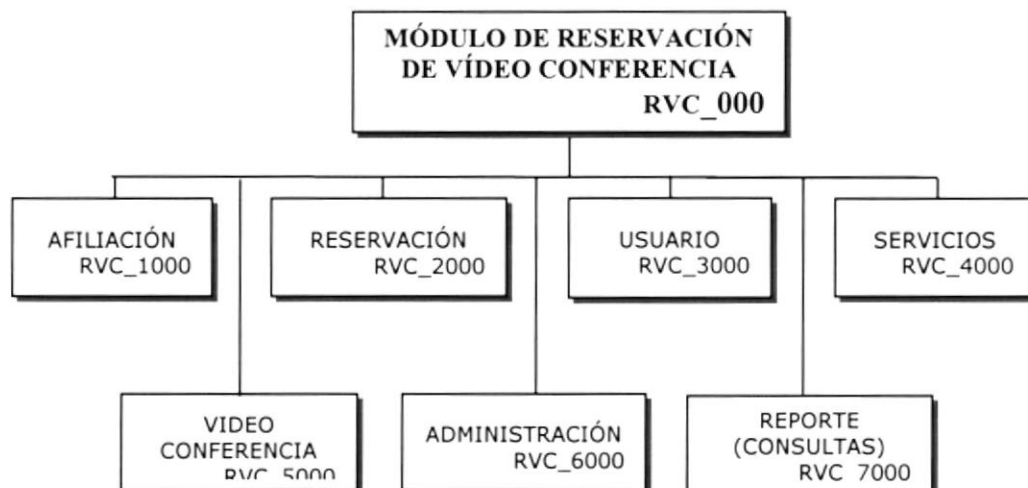 MÓDULO DE RESERVACIÓN
DE VÍDEO CONFERENCIA
RVC_000
AFILIACIÓN
RVC_1000
RESERVACIÓN
RVC_2000
USUARIO
RVC_3000
SERVICIOS
RVC_4000
VIDEO
CONFERENCIA
RVC_5000
ADMINISTRACIÓN
RVC_6000
REPORTE
(CONSULTAS)
RVC_7000